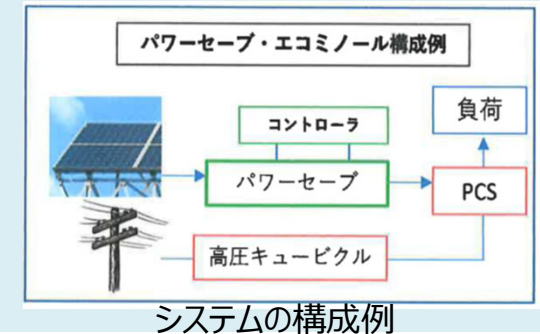 パワーセーブ・エコミノール構成例
コントローラ
負荷
パワーセーブ
PCS
高圧キュービクル
システムの構成例